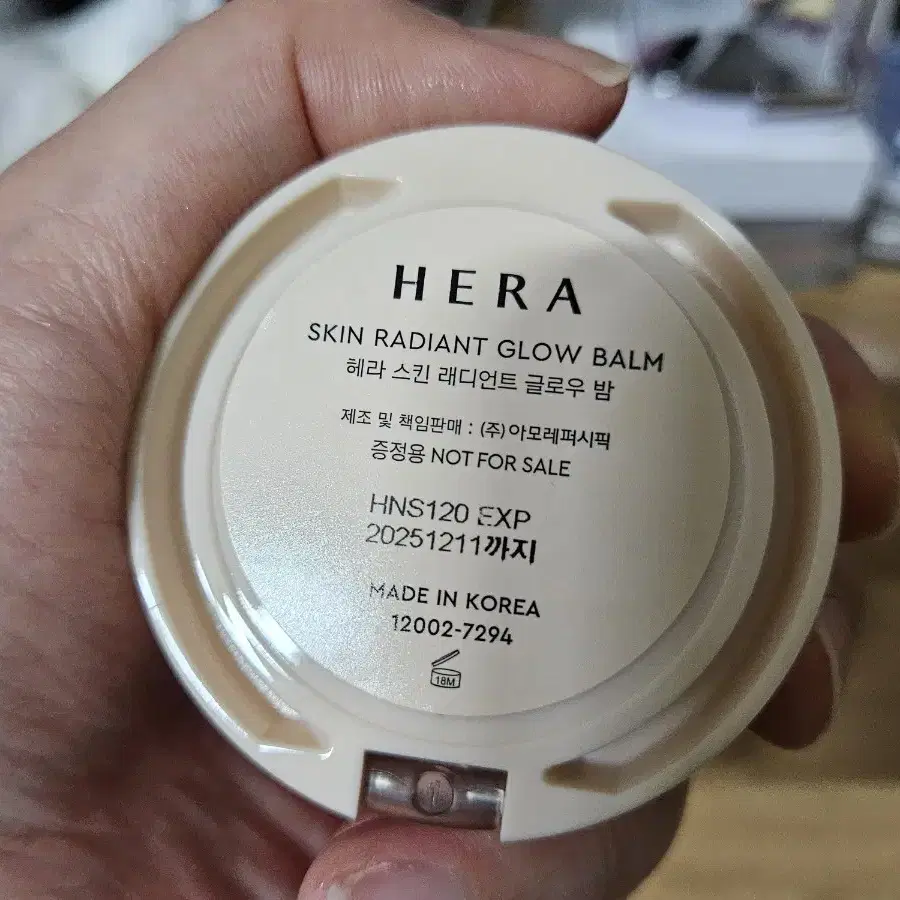 HERA
SKIN RADIANT GLOW BALM
헤라 스킨 래디언트 글로우 밤
제조 및 책임판매 : (주)아모레퍼시픽
증정용 NOT FOR SALE
HNS120 EXP
20251211까지
MADE IN KOREA
12002-7294
18M